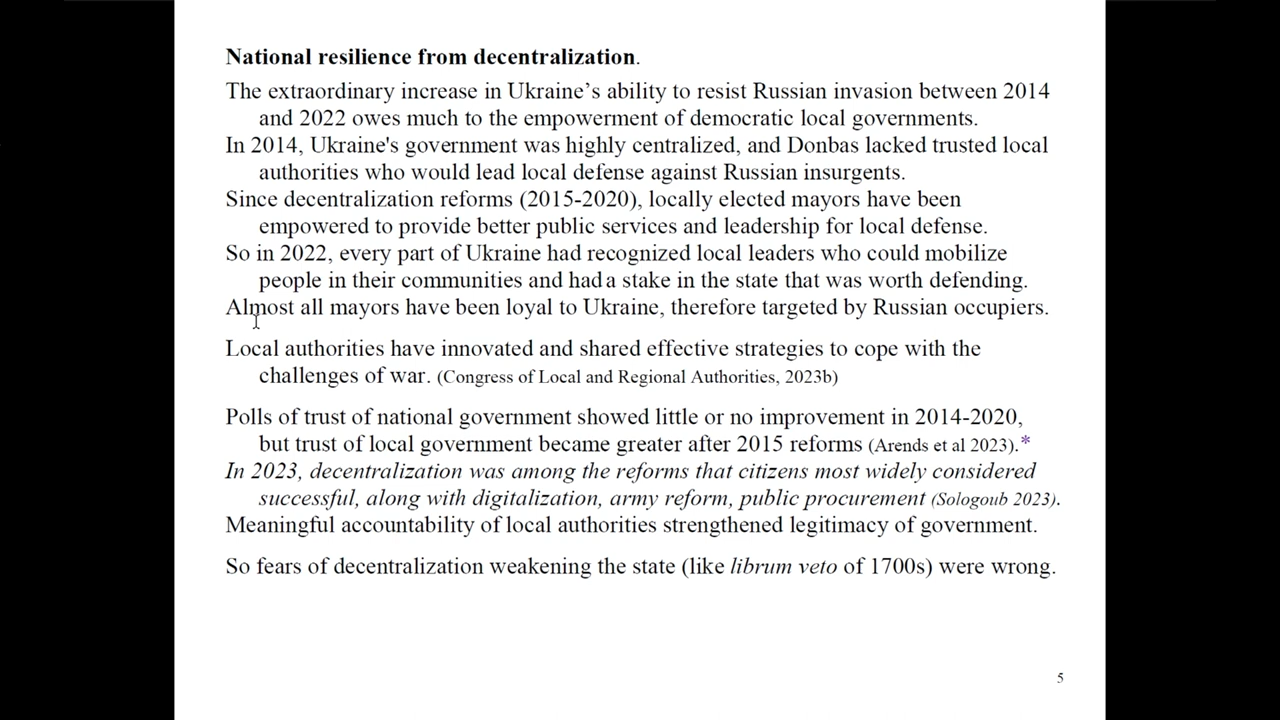 National resilience from decentralization.
The extraordinary increase in Ukraine’s ability to resist Russian invasion between 2014
and 2022 owes much to the empowerment of democratic local governments.
In 2014, Ukraine's government was highly centralized, and Donbas lacked trusted local
authorities who would lead local defense against Russian insurgents.
Since decentralization reforms (2015-2020), locally elected mayors have been
empowered to provide better public services and leadership for local defense.
So in 2022, every part of Ukraine had recognized local leaders who could mobilize
people in their communities and had a stake in the state that was worth defending.
Almost all mayors have been loyal to Ukraine, therefore targeted by Russian occupiers.
Local authorities have innovated and shared effective strategies to cope with the
challenges of war. (Congress of Local and Regional Authorities, 2023b)
Polls of trust of national government showed little or no improvement in 2014-2020,
but trust of local government became greater after 2015 reforms (Arends et al 2023).*
In 2023, decentralization was among the reforms that citizens most widely considered
successful, along with digitalization, army reform, public procurement (Sologoub 2023).
Meaningful accountability of local authorities strengthened legitimacy of government.
So fears of decentralization weakening the state (like librum veto of 1700s) were wrong.
5